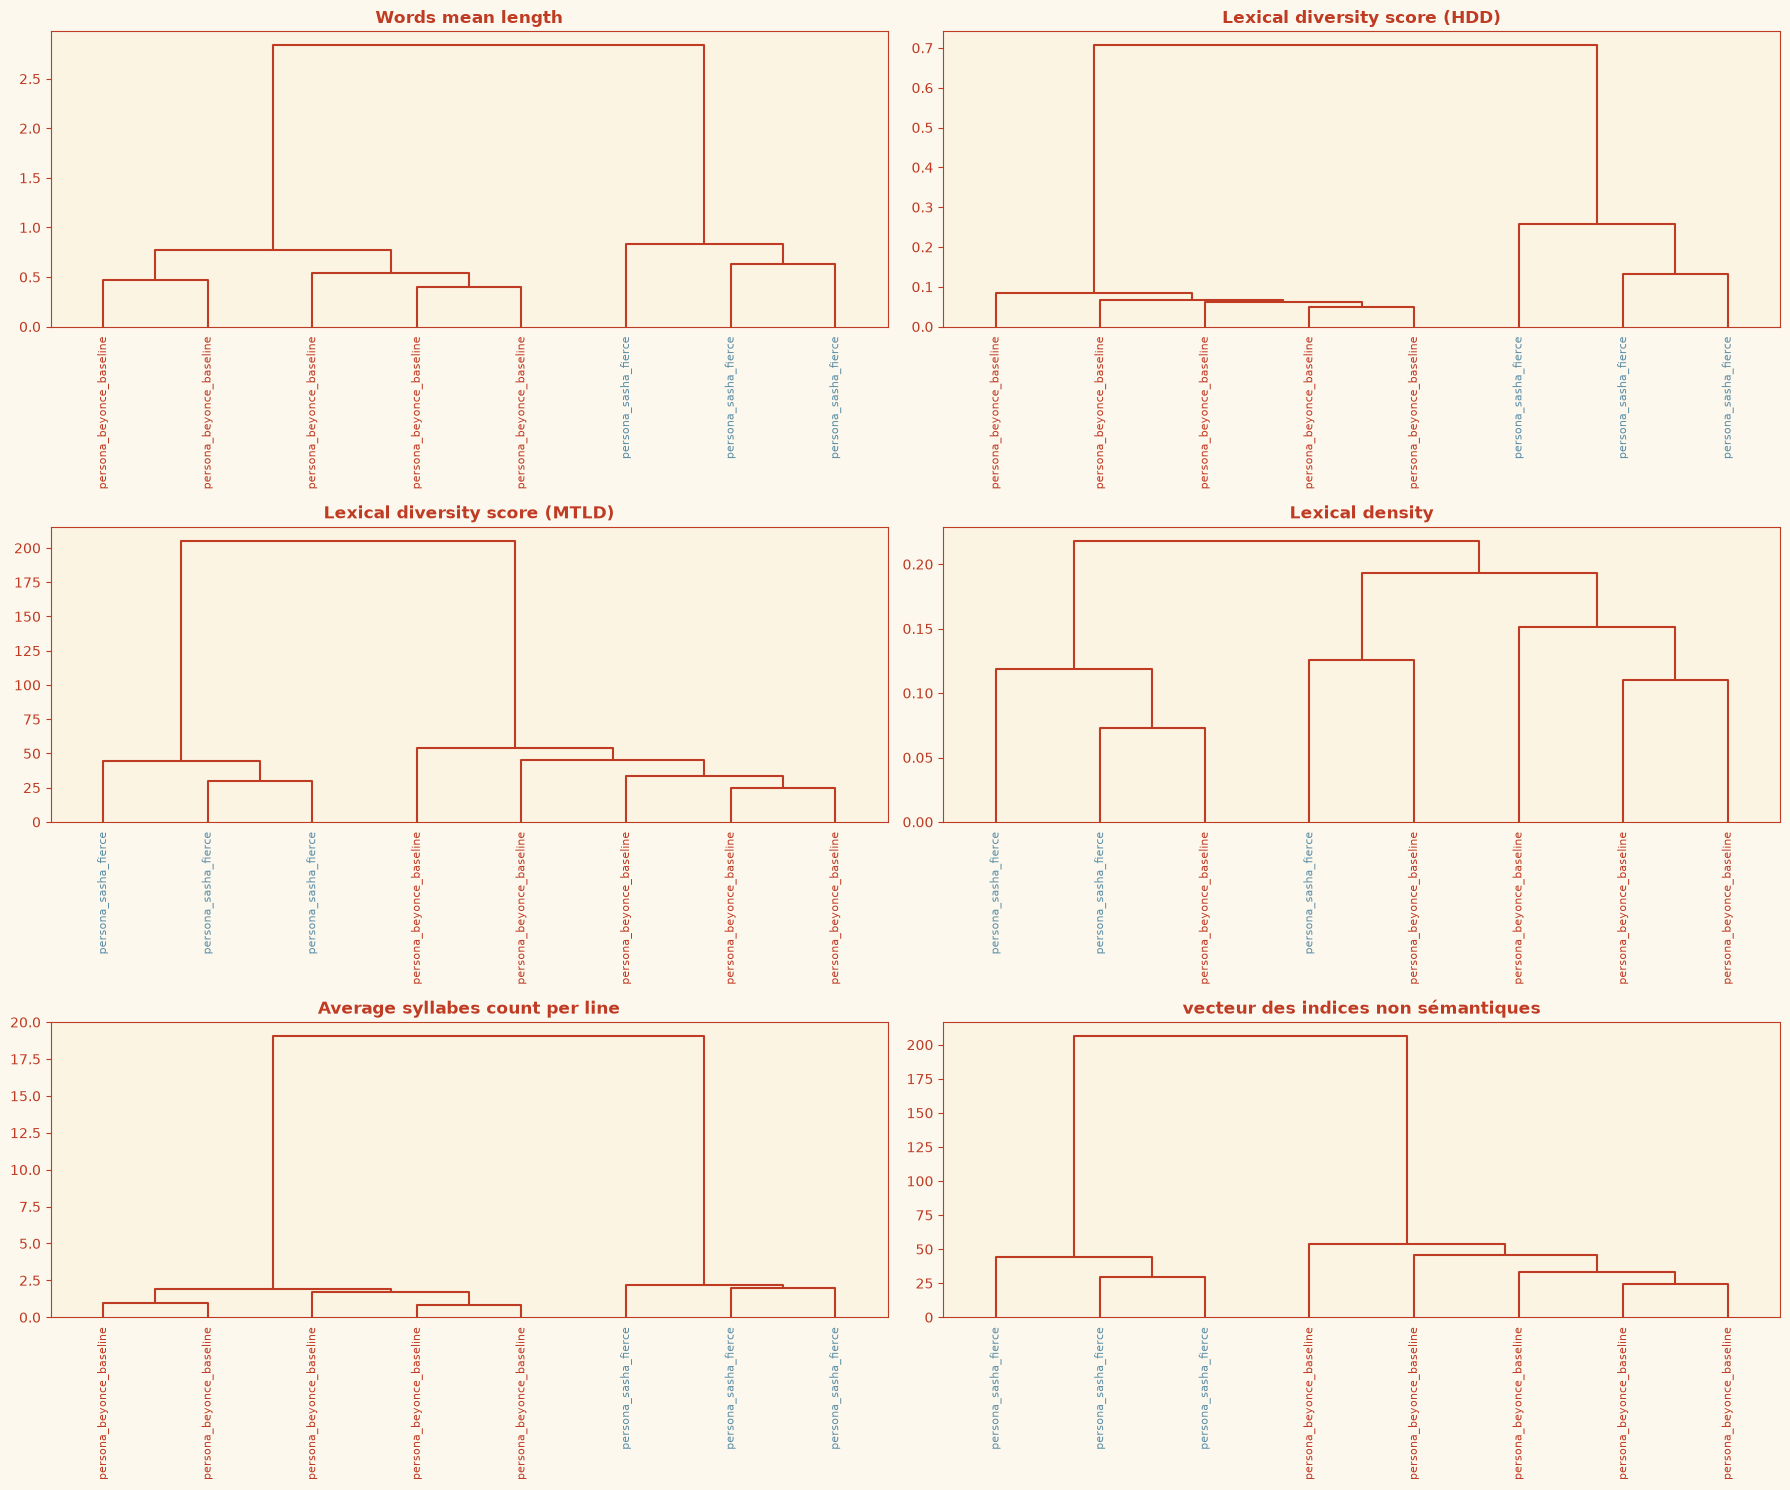 Words mean length
2.5
2.0
1.5
1.0
0.5
0.0
persona_beyonce_baseline
persona_beyonce_baseline
persona_beyonce_baseline
persona_beyonce_baseline
persona_beyonce_baseline
persona_sasha_fierce
persona_sasha_fierce
persona_sasha_fierce
Lexical diversity score (HDD)
0.7
0.6
0.5
0.4
0.3
0.2
0.1
0.0
persona_beyonce_baseline
persona_beyonce_baseline
persona_beyonce_baseline
persona_beyonce_baseline
persona_beyonce_baseline
persona_sasha_fierce
persona_sasha_fierce
persona_sasha_fierce
Lexical diversity score (MTLD)
200
175
150
125
100
75
50
25
0
persona_sasha_fierce
persona_sasha_fierce
persona_sasha_fierce
persona_beyonce_baseline
persona_beyonce_baseline
persona_beyonce_baseline
persona_beyonce_baseline
persona_beyonce_baseline
Lexical density
0.20
0.15
0.10
0.05
0.00
persona_sasha_fierce
persona_sasha_fierce
persona_beyonce_baseline
persona_sasha_fierce
persona_beyonce_baseline
persona_beyonce_baseline
persona_beyonce_baseline
persona_beyonce_baseline
Average syllabes count per line
20.0
17.5
15.0
12.5
10.0
7.5
5.0
2.5
0.0
persona_beyonce_baseline
persona_beyonce_baseline
persona_beyonce_baseline
persona_beyonce_baseline
persona_beyonce_baseline
persona_sasha_fierce
persona_sasha_fierce
persona_sasha_fierce
vecteur des indices non sémantiques
200
175
150
125
100
75
50
25
0
persona_sasha_fierce
persona_sasha_fierce
persona_sasha_fierce
persona_beyonce_baseline
persona_beyonce_baseline
persona_beyonce_baseline
persona_beyonce_baseline
persona_beyonce_baseline